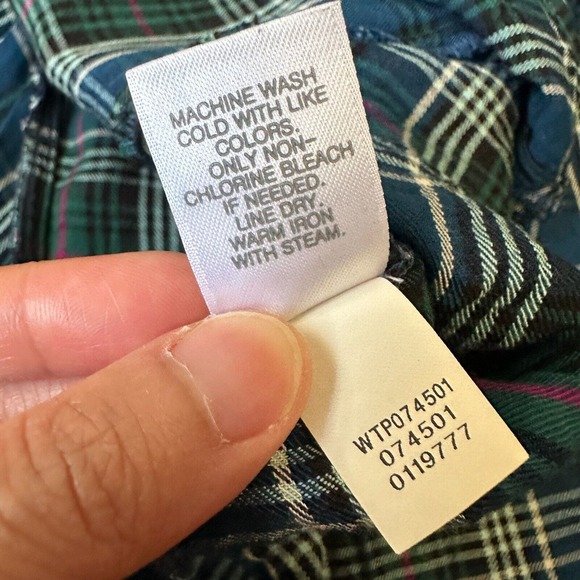 MACHINE WASH
COLD WITH LIKE
COLORS.
ONLY NON-
CHLORINE BLEACH
IF NEEDED.
LINE DRY.
WARM IRON
WITH STEAM.
WTP074501
074501
0119777